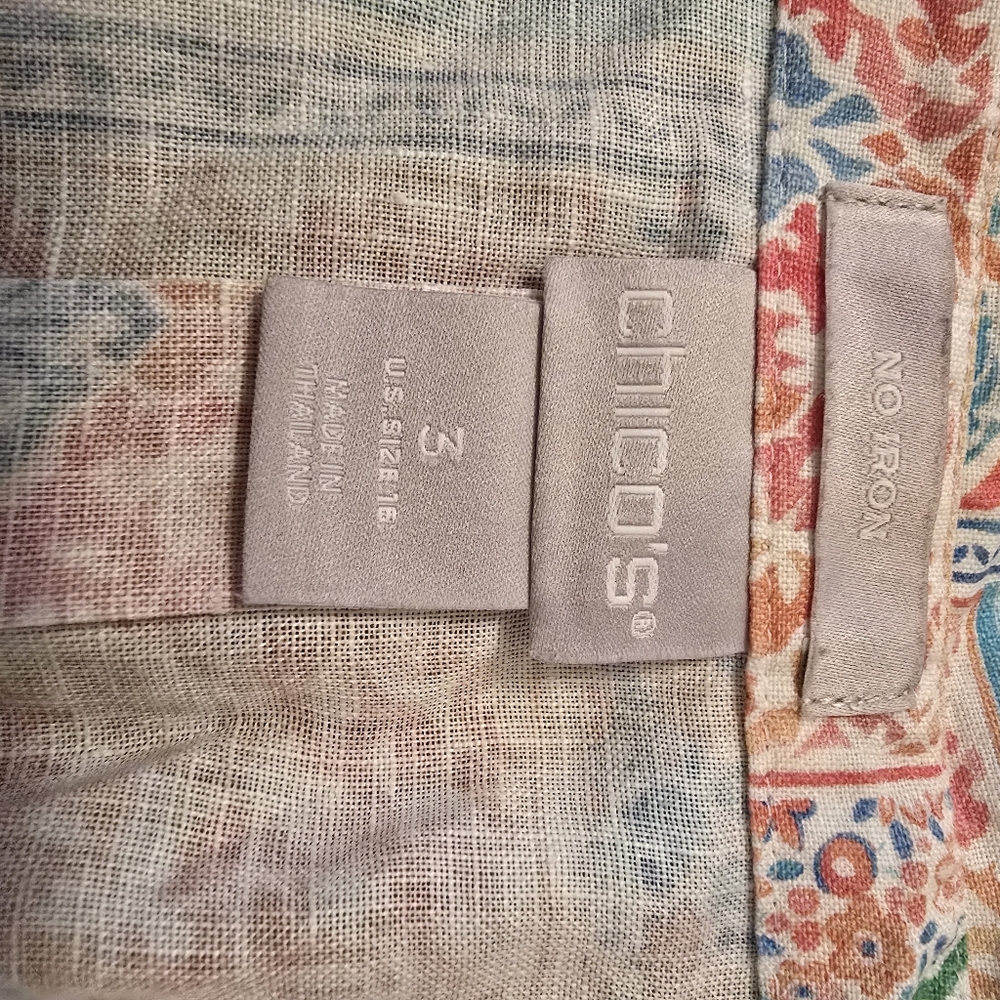 NO IRON
chico's®
3
U.S. SIZE 16
MADE IN
THAILAND